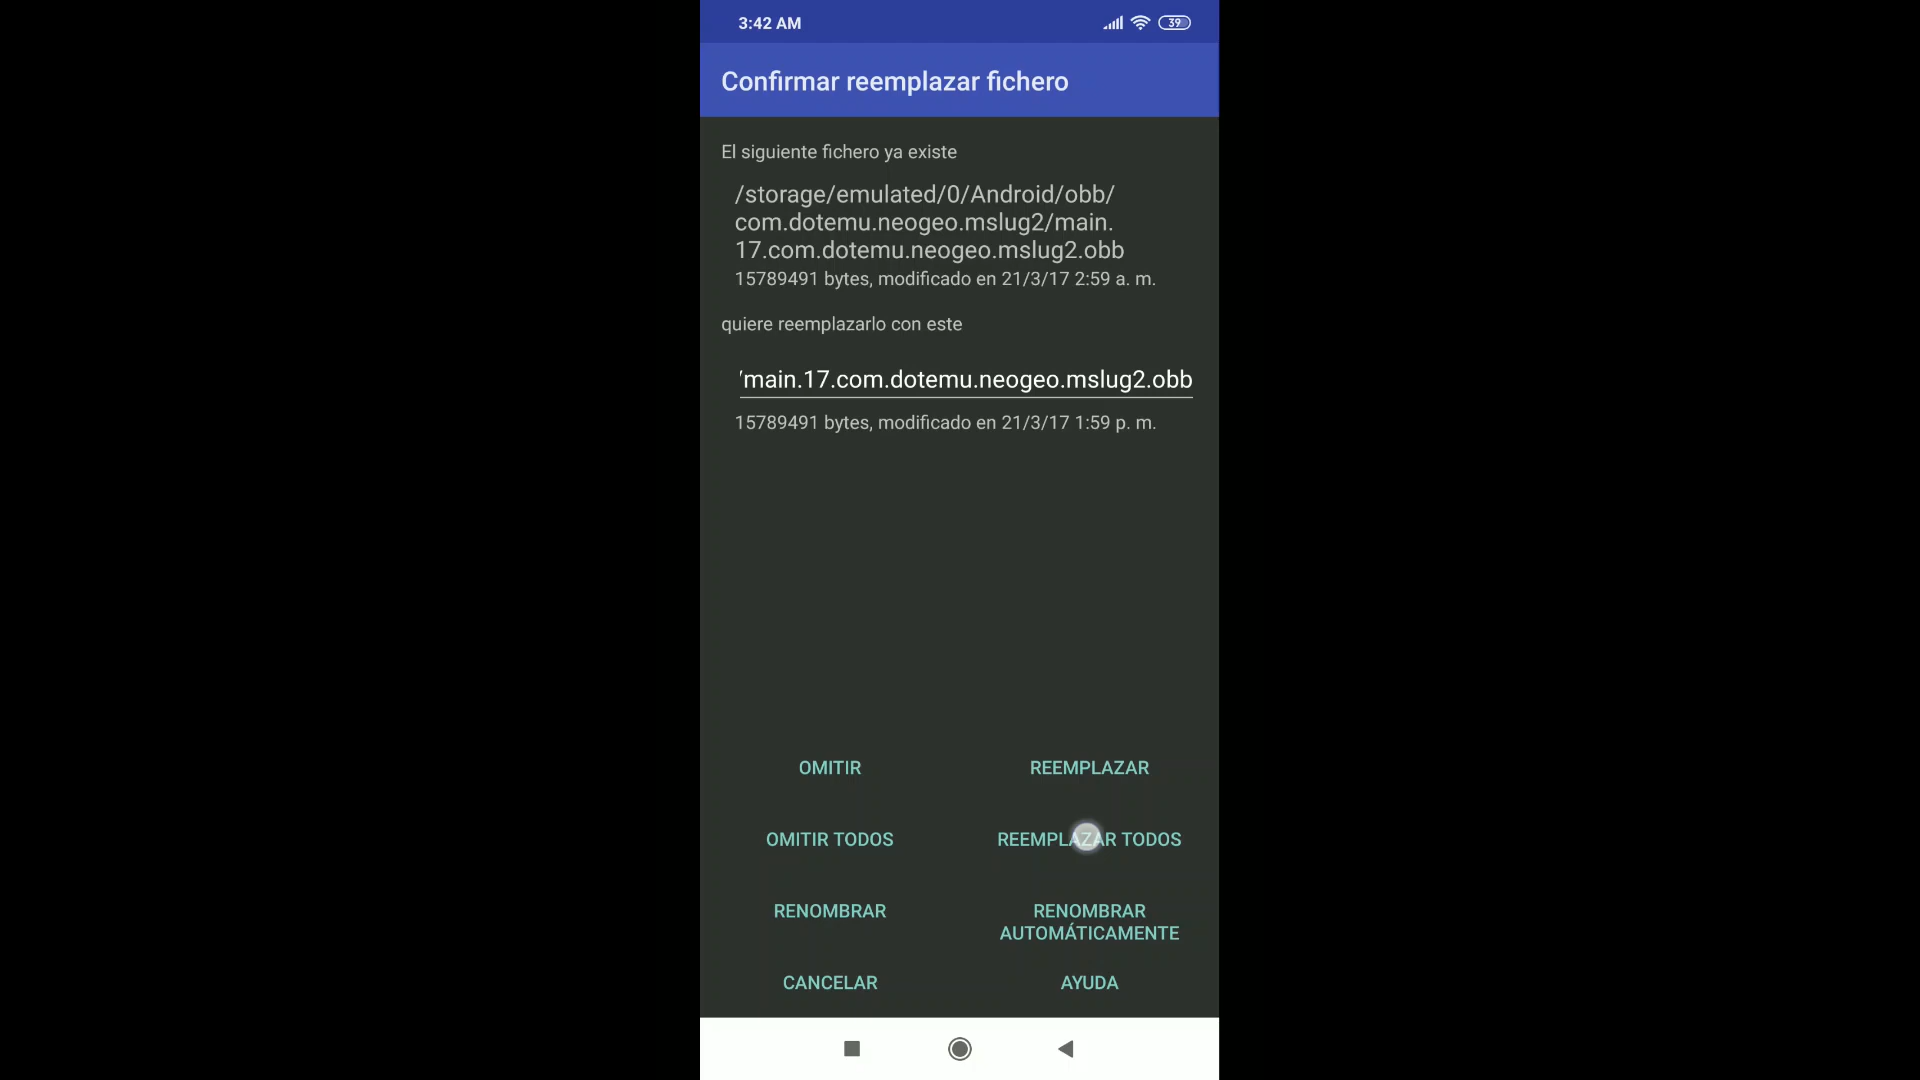 3:42 AM
39
Confirmar reemplazar fichero
El siguiente fichero ya existe
/storage/emulated/0/Android/obb/
com.dotemu.neogeo.mslug2/main.
17.com.dotemu.neogeo.mslug2.obb
15789491 bytes, modificado en 21/3/17 2:59 a. m.
quiere reemplazarlo con este
/main.17.com.dotemu.neogeo.mslug2.obb
15789491 bytes, modificado en 21/3/17 1:59 p. m.
OMITIR
REEMPLAZAR
OMITIR TODOS
REEMPLAZAR TODOS
RENOMBRAR
RENOMBRAR
AUTOMÁTICAMENTE
CANCELAR
AYUDA